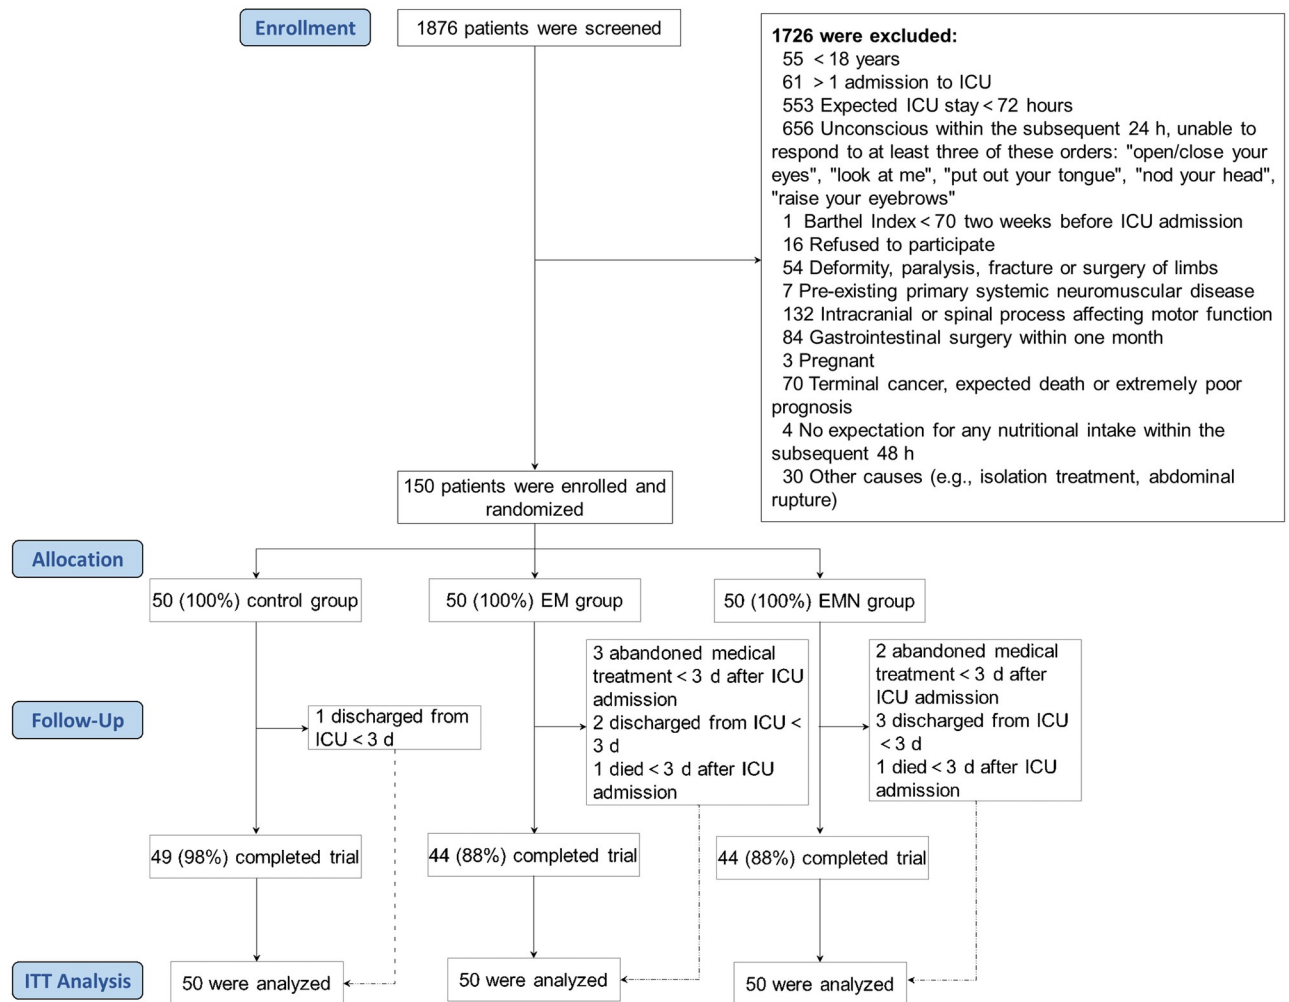 Enrollment
1876 patients were screened
1726 were excluded:
55 < 18 years
61 > 1 admission to ICU
553 Expected ICU stay < 72 hours
656 Unconscious within the subsequent 24 h, unable to
respond to at least three of these orders: "open/close your
eyes", "look at me", "put out your tongue", "nod your head",
"raise your eyebrows"
1 Barthel Index < 70 two weeks before ICU admission
16 Refused to participate
54 Deformity, paralysis, fracture or surgery of limbs
7 Pre-existing primary systemic neuromuscular disease
132 Intracranial or spinal process affecting motor function
84 Gastrointestinal surgery within one month
3 Pregnant
70 Terminal cancer, expected death or extremely poor
prognosis
4 No expectation for any nutritional intake within the
subsequent 48 h
30 Other causes (e.g., isolation treatment, abdominal
rupture)
150 patients were enrolled and
randomized
Allocation
50 (100%) control group
50 (100%) EM group
50 (100%) EMN group
Follow-Up
1 discharged from
ICU < 3 d
3 abandoned medical
treatment < 3 d after ICU
admission
2 discharged from ICU <
3 d
1 died < 3 d after ICU
admission
2 abandoned medical
treatment < 3 d after
ICU admission
3 discharged from ICU
< 3 d
1 died < 3 d after ICU
admission
49 (98%) completed trial
44 (88%) completed trial
44 (88%) completed trial
ITT Analysis
50 were analyzed
50 were analyzed
50 were analyzed